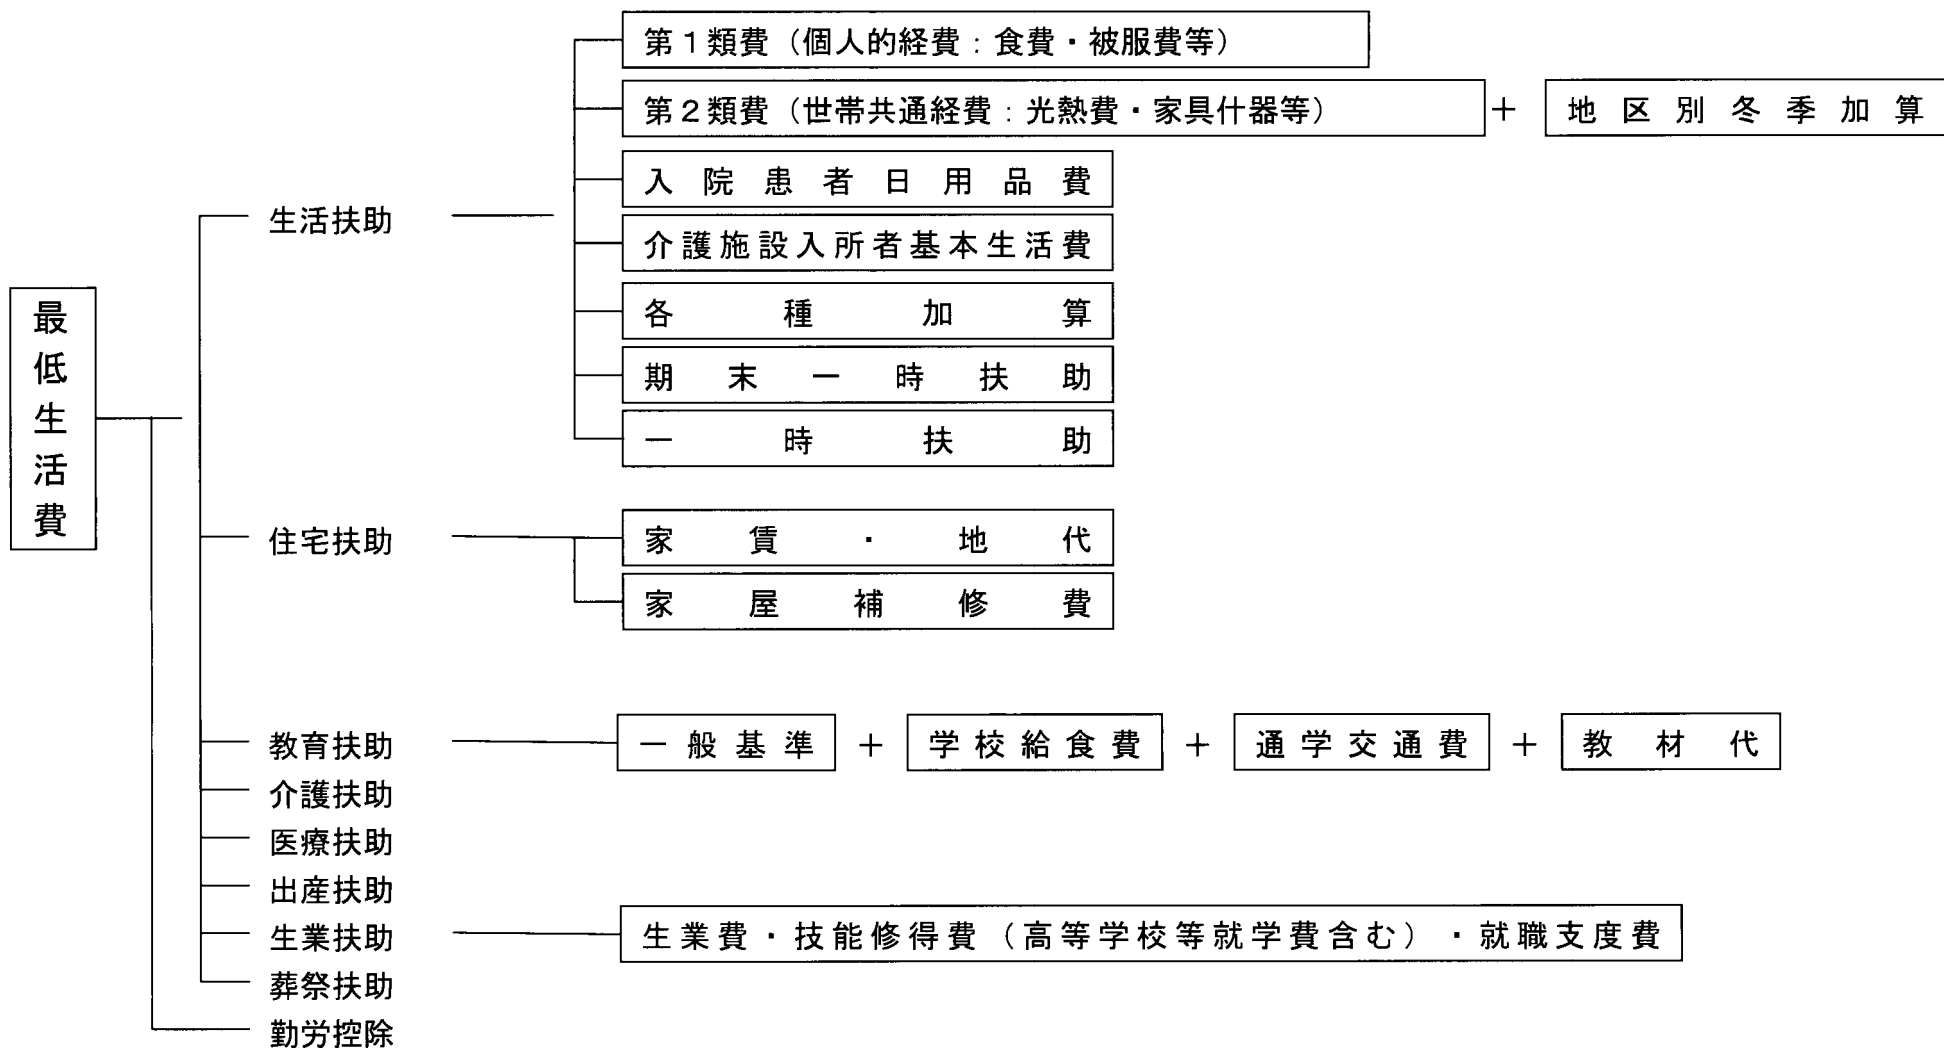 最低生活費
生活扶助
第１類費（個人的経費：食費・被服費等）
第２類費（世帯共通経費：光熱費・家具什器等） ＋ 地区別冬季加算
入院患者日用品費
介護施設入所者基本生活費
各種加算
期末一時扶助
一時扶助
住宅扶助
家賃・地代
家屋補修費
教育扶助 一般基準 ＋ 学校給食費 ＋ 通学交通費 ＋ 教材代
介護扶助
医療扶助
出産扶助
生業扶助 生業費・技能修得費（高等学校等就学費含む）・就職支度費
葬祭扶助
勤労控除